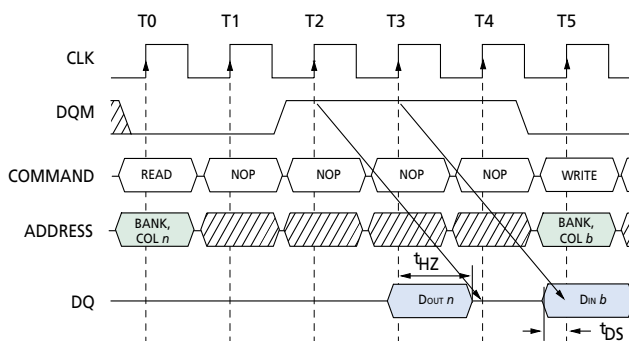 T0 T1 T2 T3 T4 T5
CLK
DQM
COMMAND READ NOP NOP NOP NOP WRITE
ADDRESS BANK, COL n BANK, COL b
tHZ
DQ DOUT n DIN b
tDS